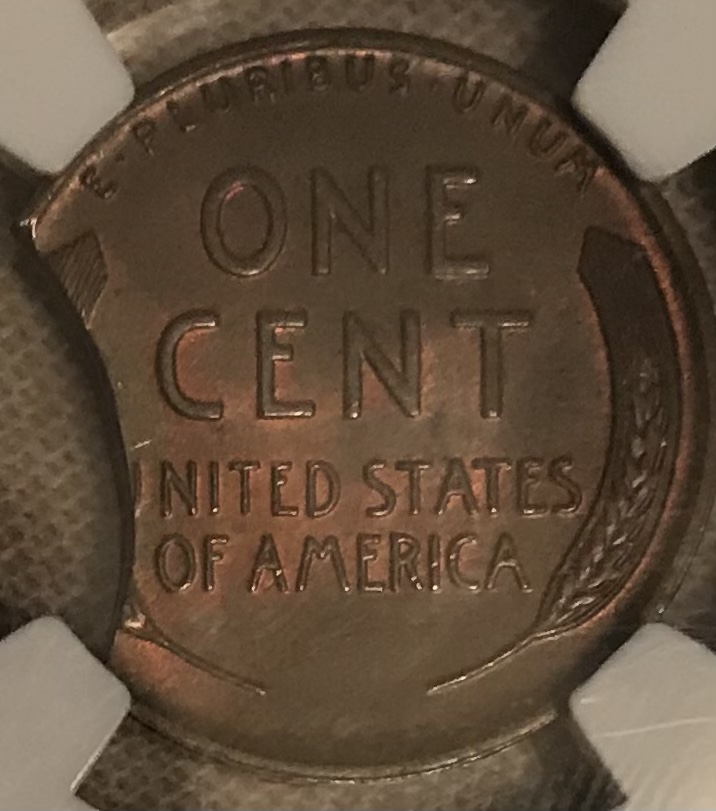 E · PLURIBUS · UNUM
ONE
CENT
UNITED STATES
OF AMERICA